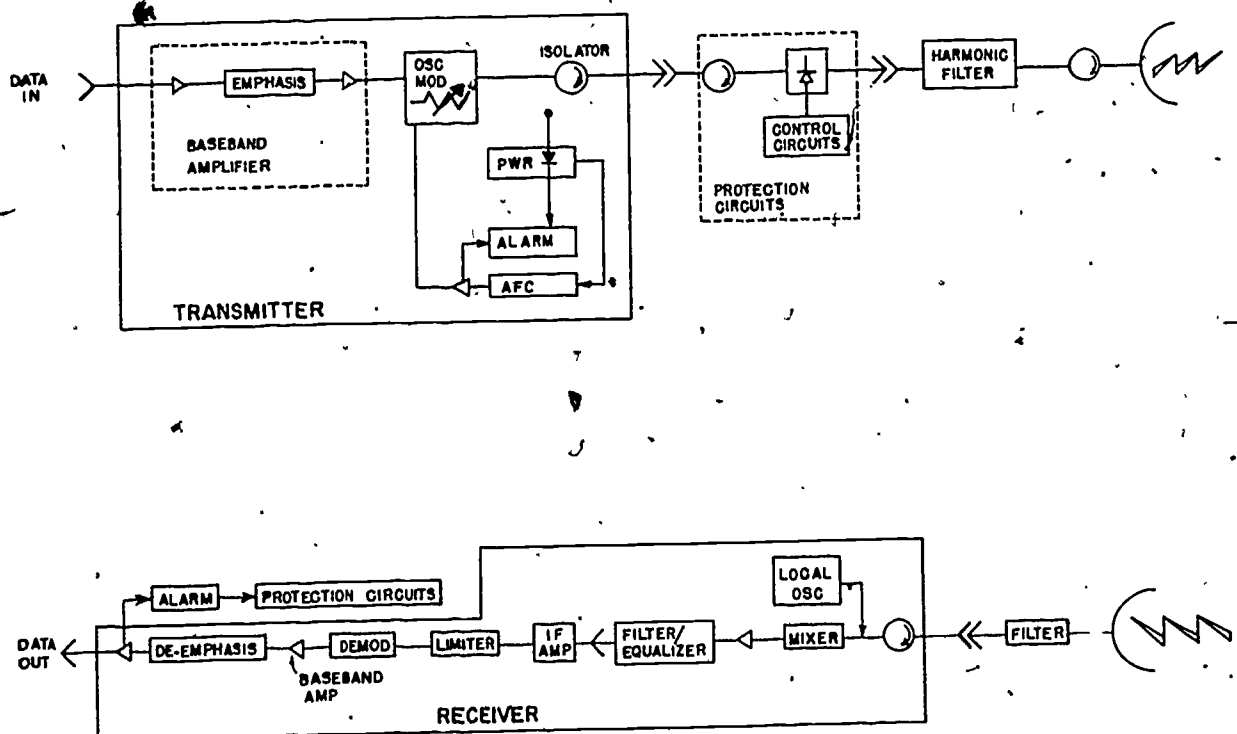 DATA
IN
EMPHASIS
BASEBAND
AMPLIFIER
OSC
MOD
ISOLATOR
PWR
ALARM
AFC
TRANSMITTER
CONTROL
CIRCUITS
PROTECTION
CIRCUITS
HARMONIC
FILTER
ALARM
PROTECTION CIRCUITS
DATA
OUT
DE-EMPHASIS
BASEBAND
AMP
DEMOD
LIMITER
IF
AMP
FILTER/
EQUALIZER
MIXER
LOCAL
OSC
FILTER
RECEIVER